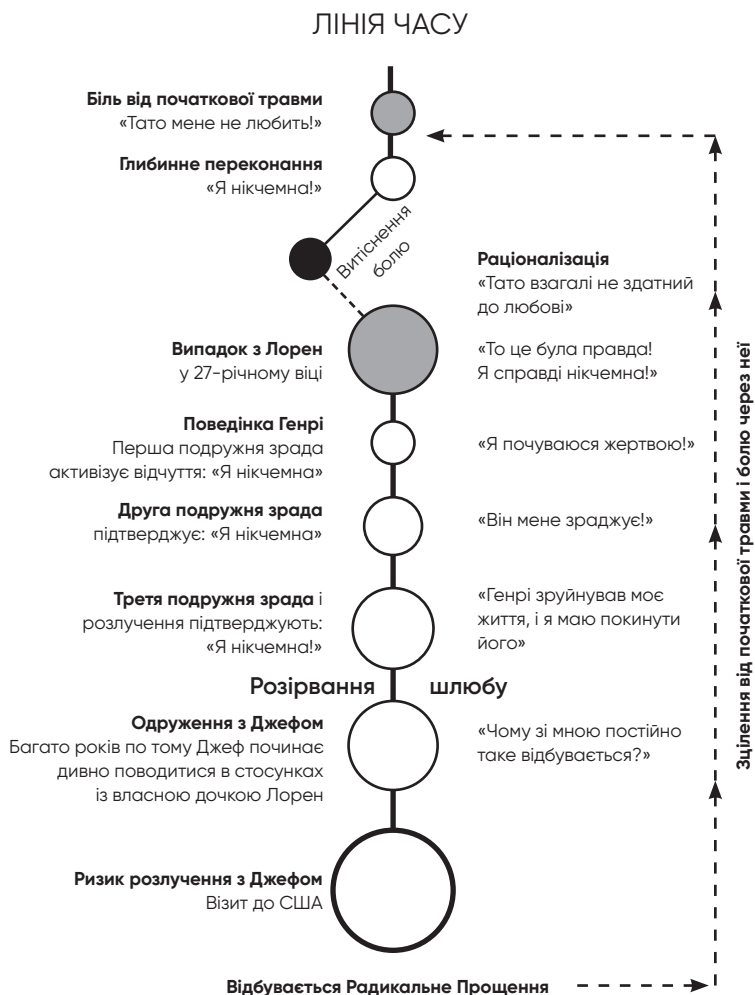 ЛІНІЯ ЧАСУ
Біль від початкової травми
«Тато мене не любить!»
Глибинне переконання
«Я нікчемна!»
Витіснення
болю
Раціоналізація
«Тато взагалі не здатний
до любові»
Випадок з Лорен
у 27-річному віці
«То це була правда!
Я справді нікчемна!»
Поведінка Генрі
Перша подружня зрада
активізує відчуття: «Я нікчемна»
«Я почуваюся жертвою!»
Друга подружня зрада
підтверджує: «Я нікчемна»
«Він мене зраджує!»
Третя подружня зрада і
розлучення підтверджують:
«Я нікчемна!»
«Генрі зруйнував моє
життя, і я маю покинути
його»
Розірвання шлюбу
Одруження з Джефом
Багато років по тому Джеф починає
дивно поводитися в стосунках
із власною дочкою Лорен
«Чому зі мною постійно
таке відбувається?»
Ризик розлучення з Джефом
Візит до США
Відбувається Радикальне Прощення
Зцілення від початкової травми і болю через неї